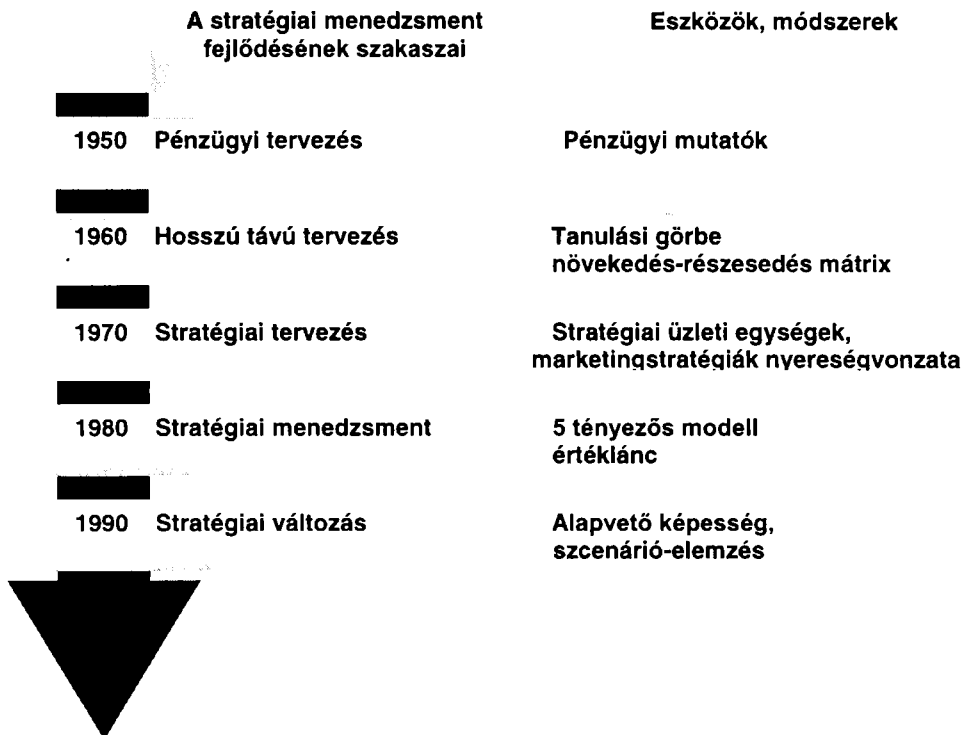 A stratégiai menedzsment
fejlődésének szakaszai
Eszközök, módszerek
1950 Pénzügyi tervezés Pénzügyi mutatók
1960 Hosszú távú tervezés Tanulási görbe
növekedés-részesedés mátrix
1970 Stratégiai tervezés Stratégiai üzleti egységek,
marketingstratégiák nyereségvonzata
1980 Stratégiai menedzsment 5 tényezős modell
értéklánc
1990 Stratégiai változás Alapvető képesség,
szcenárió-elemzés